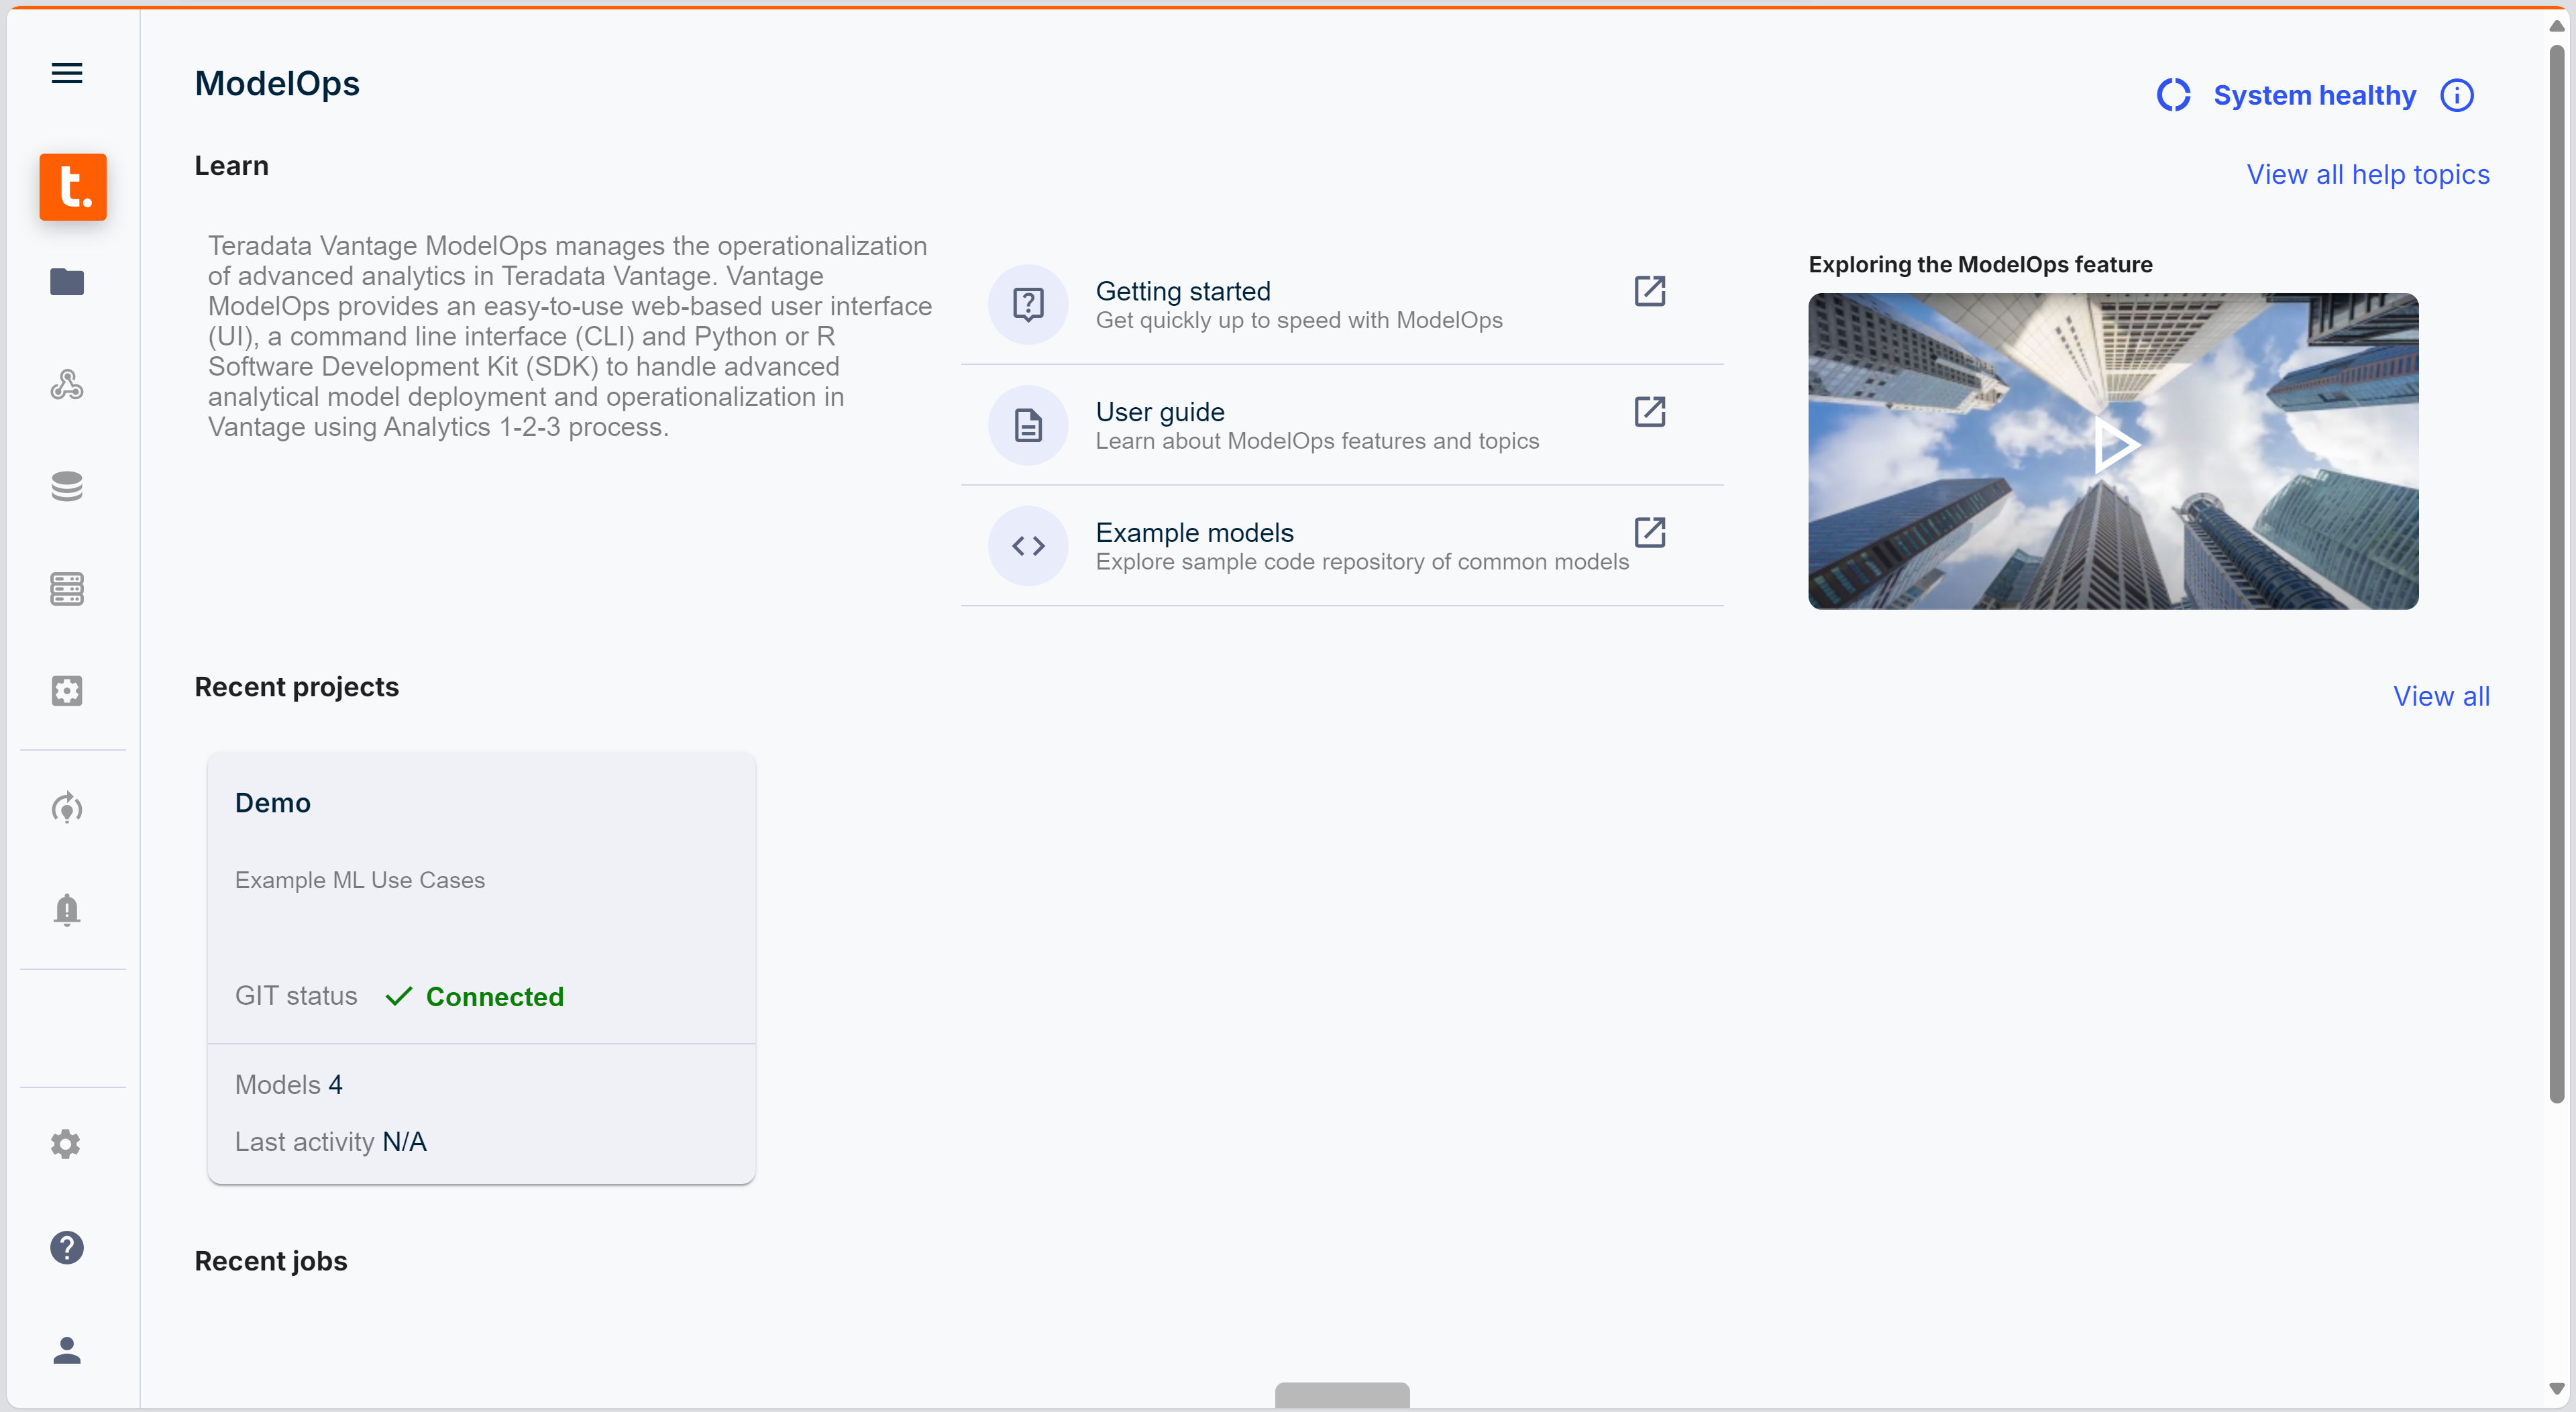 ModelOps
System healthy
Learn
View all help topics
t.
Teradata Vantage ModelOps manages the operationalization
of advanced analytics in Teradata Vantage. Vantage
ModelOps provides an easy-to-use web-based user interface
(UI), a command line interface (CLI) and Python or R
Software Development Kit (SDK) to handle advanced
analytical model deployment and operationalization in
Vantage using Analytics 1-2-3 process.
Getting started
Get quickly up to speed with ModelOps
User guide
Learn about ModelOps features and topics
Example models
Explore sample code repository of common models
Exploring the ModelOps feature
Recent projects
View all
Demo
Example ML Use Cases
GIT status Connected
Models 4
Last activity N/A
Recent jobs